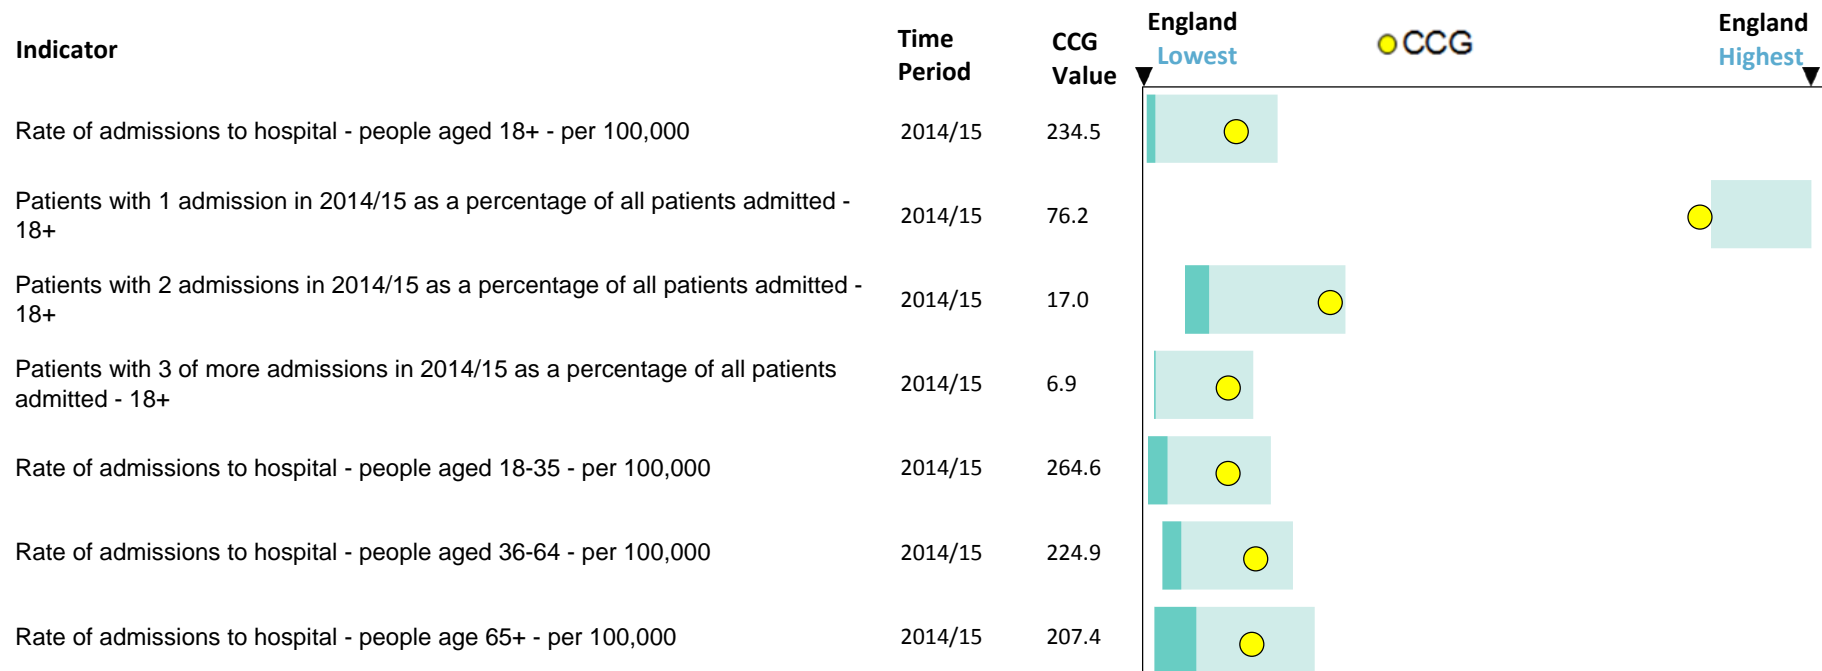 Indicator
Time Period
CCG Value
England Lowest
CCG
England Highest
Rate of admissions to hospital - people aged 18+ - per 100,000 2014/15 234.5
Patients with 1 admission in 2014/15 as a percentage of all patients admitted -
18+ 2014/15 76.2
Patients with 2 admissions in 2014/15 as a percentage of all patients admitted -
18+ 2014/15 17.0
Patients with 3 of more admissions in 2014/15 as a percentage of all patients
admitted - 18+ 2014/15 6.9
Rate of admissions to hospital - people aged 18-35 - per 100,000 2014/15 264.6
Rate of admissions to hospital - people aged 36-64 - per 100,000 2014/15 224.9
Rate of admissions to hospital - people age 65+ - per 100,000 2014/15 207.4